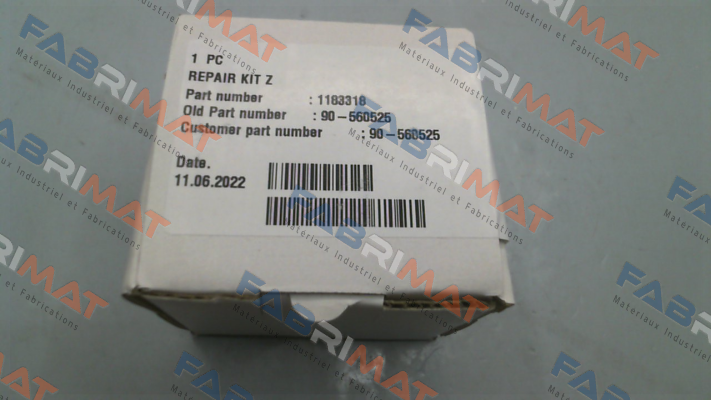 1 PC
REPAIR KIT Z
Part number : 1183318
Old Part number : 90-560525
Customer part number : 90-560525
Date.
11.06.2022
FABRIMAT
Materiaux Industriel et Fabrications